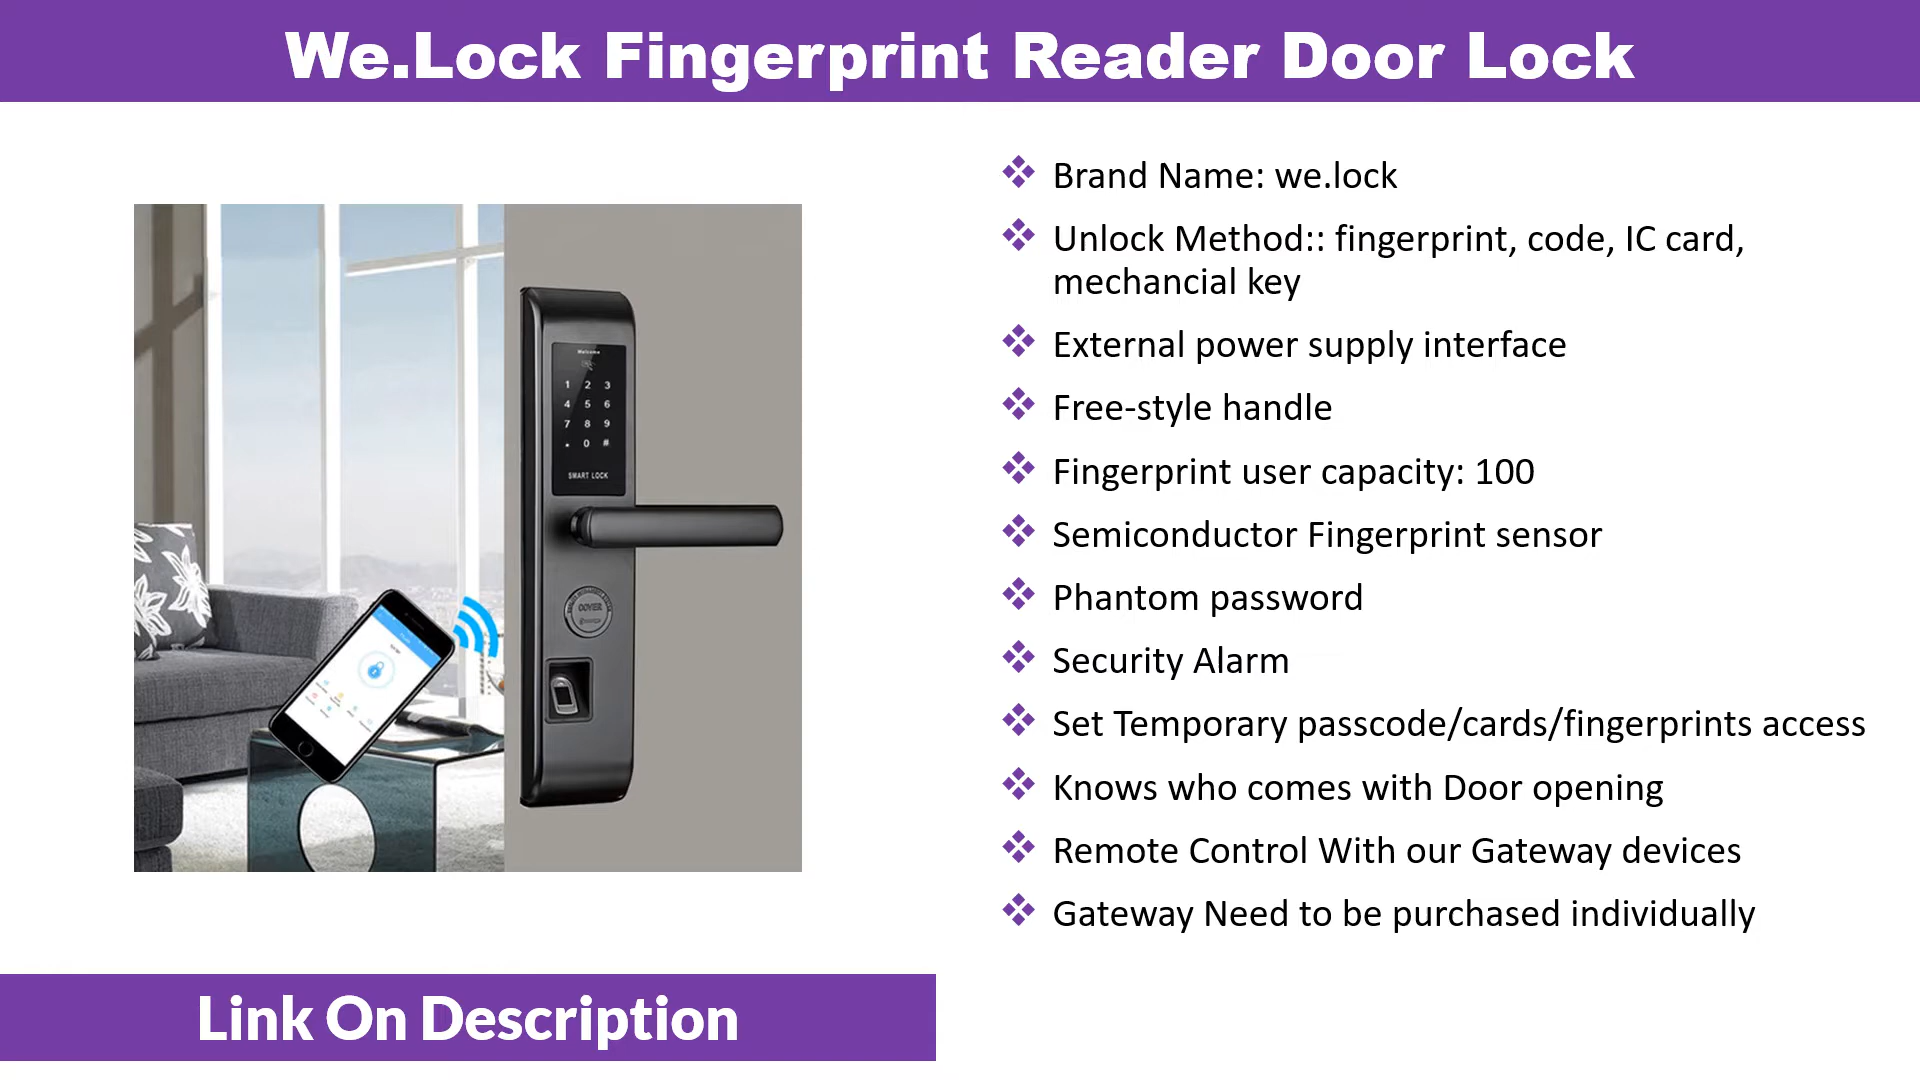 We.Lock Fingerprint Reader Door Lock
Brand Name: we.lock
Unlock Method:: fingerprint, code, IC card,
mechancial key
External power supply interface
Free-style handle
Fingerprint user capacity: 100
Semiconductor Fingerprint sensor
Phantom password
Security Alarm
Set Temporary passcode/cards/fingerprints access
Knows who comes with Door opening
Remote Control With our Gateway devices
Gateway Need to be purchased individually
Welcome
1 2 3
4 5 6
7 8 9
0 #
SMART LOCK
COVER
Link On Description